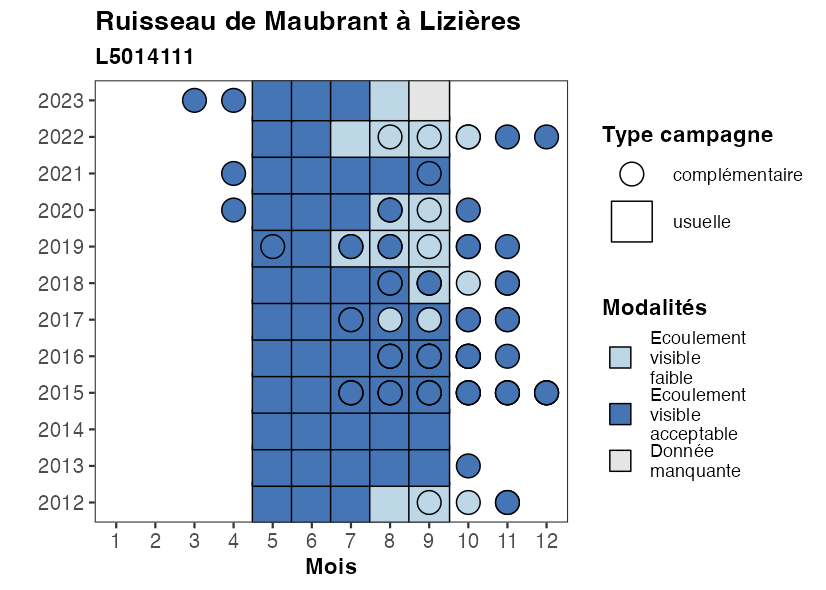 Ruisseau de Maubrant à Lizières
L5014111
2023
2022
2021
2020
2019
2018
2017
2016
2015
2014
2013
2012
1 2 3 4 5 6 7 8 9 10 11 12
Mois
Type campagne
complémentaire
usuelle
Modalités
Ecoulement
visible
faible
Ecoulement
visible
acceptable
Donnée
manquante